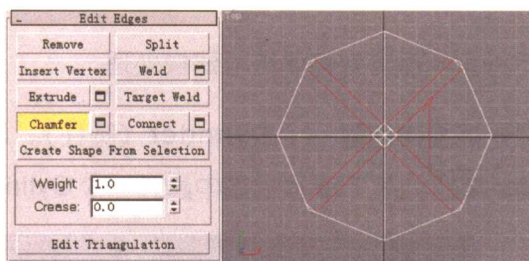 - Edit Edges
Remove Split
Insert Vertex Weld
Extrude Target Weld
Chamfer Connect
Create Shape From Selection
Weight: 1.0
Crease: 0.0
Edit Triangulation
Top